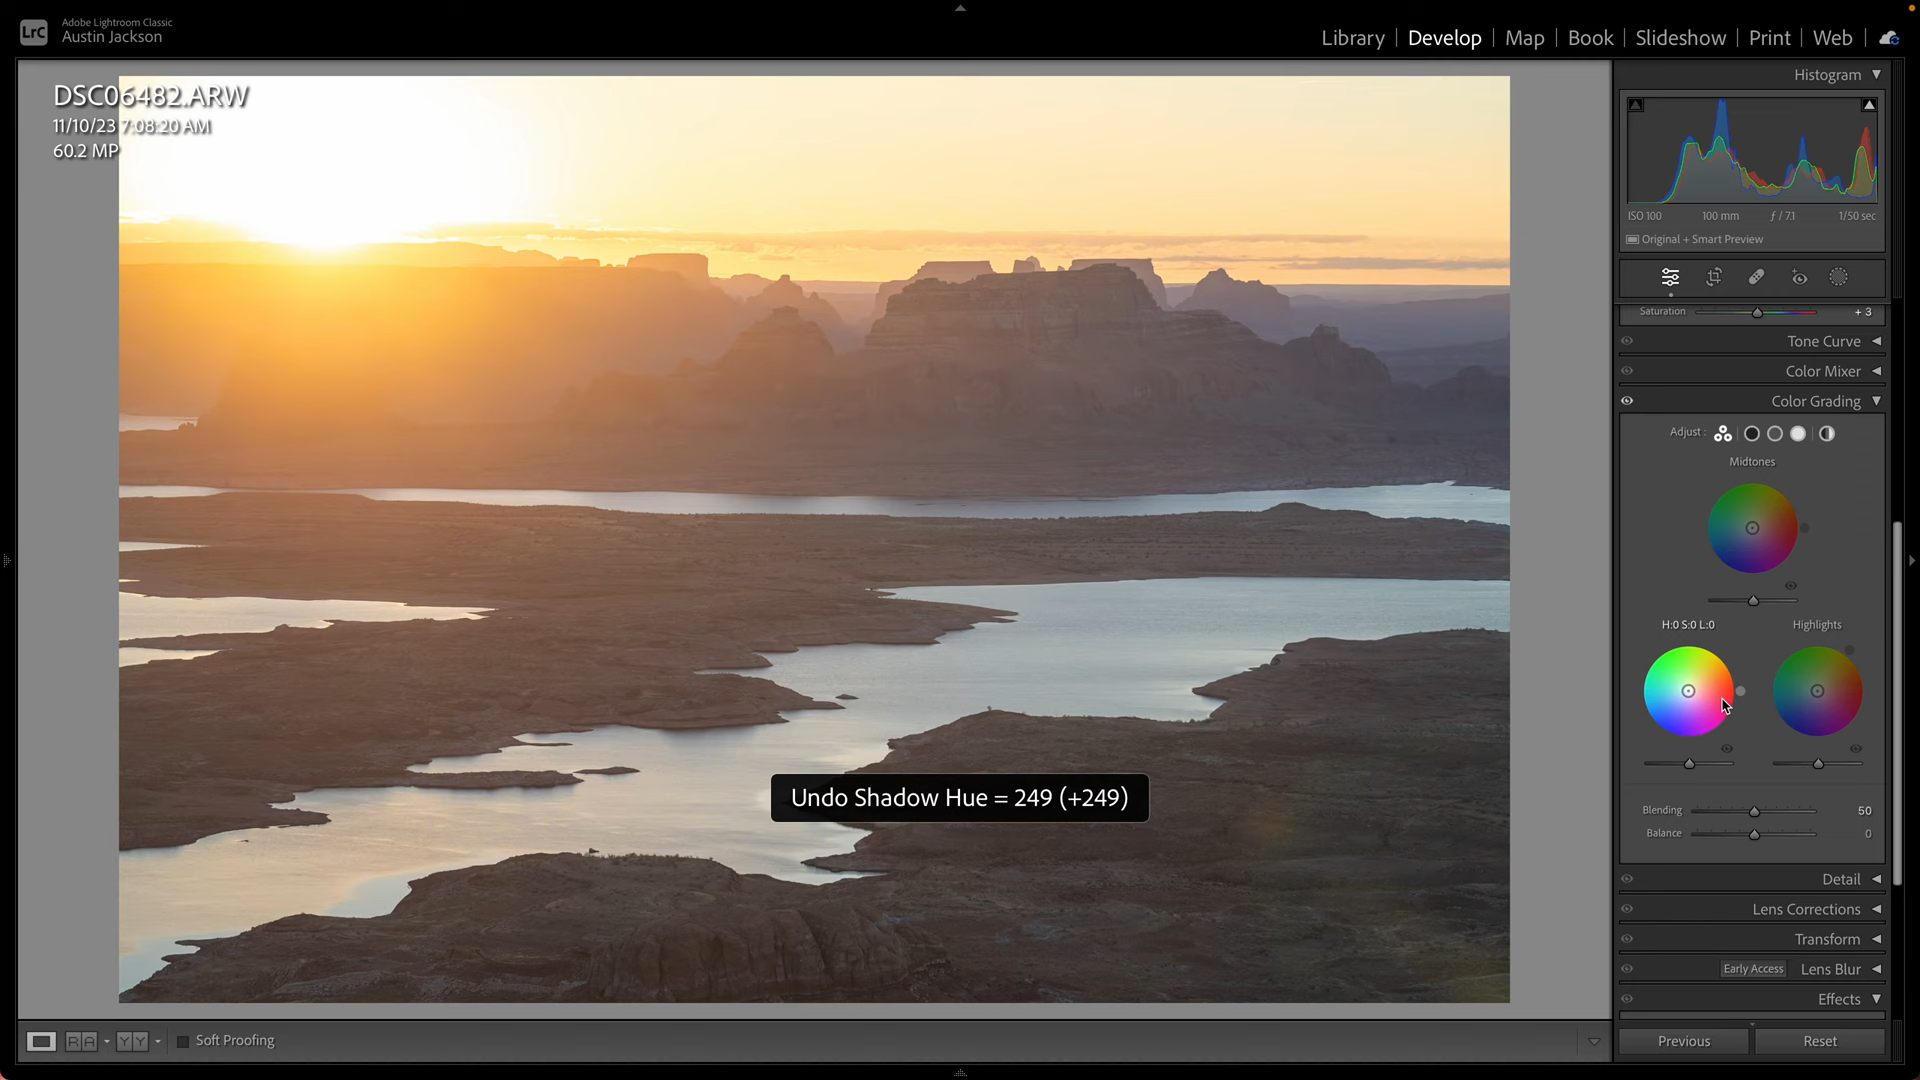 LrC
Adobe Lightroom Classic
Austin Jackson
Library | Develop | Map | Book | Slideshow | Print | Web
DSC06482.ARW
11/10/23 7:08:20 AM
60.2 MP
Histogram
ISO 100 100 mm ƒ / 7.1 1/50 sec
Original + Smart Preview
Saturation + 3
Tone Curve
Color Mixer
Color Grading
Adjust :
Midtones
H:0 S:0 L:0 Highlights
Undo Shadow Hue = 249 (+249)
Blending 50
Balance 0
Detail
Lens Corrections
Transform
Early Access Lens Blur
Effects
R A Y Y Soft Proofing
Previous Reset